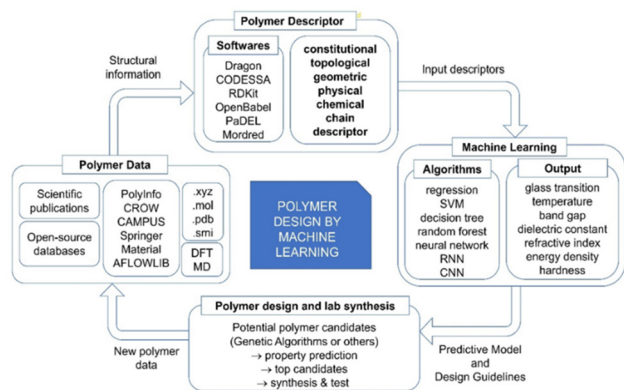 Polymer Descriptor
Softwares
Dragon
CODESSA
RDKit
OpenBabel
PaDEL
Mordred
constitutional
topological
geometric
physical
chemical
chain
descriptor
Structural
information
Input descriptors
Polymer Data
Scientific
publications
Open-source
databases
PolyInfo
CROW
CAMPUS
Springer
Material
AFLOWLIB
.xyz
.mol
.pdb
.smi
DFT
MD
POLYMER
DESIGN BY
MACHINE
LEARNING
Machine Learning
Algorithms
regression
SVM
decision tree
random forest
neural network
RNN
CNN
Output
glass transition
temperature
band gap
dielectric constant
refractive index
energy density
hardness
Polymer design and lab synthesis
Potential polymer candidates
(Genetic Algorithms or others)
→ property prediction
→ top candidates
→ synthesis & test
New polymer
data
Predictive Model
and
Design Guidelines